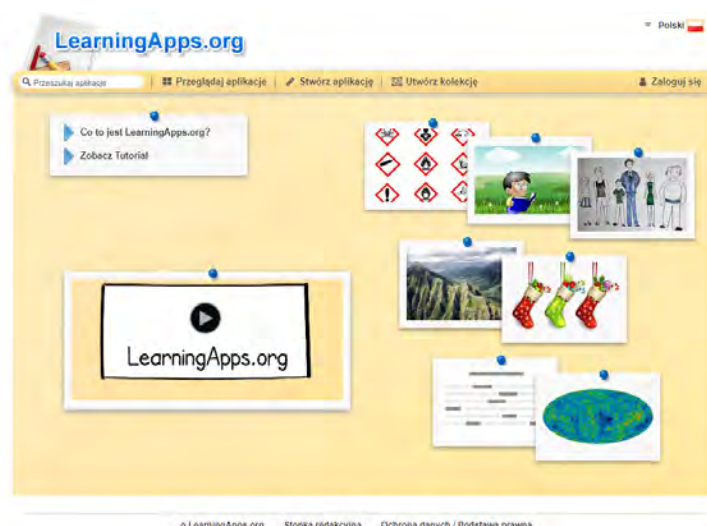 Polski
LearningApps.org
Przeszukaj aplikacje
Przeglądaj aplikacje
Stwórz aplikację
Utwórz kolekcję
Zaloguj się
Co to jest LearningApps.org?
Zobacz Tutorial
LearningApps.org
o LearningApps.org Stopka redakcyjna Ochrona danych / Podstawa prawna